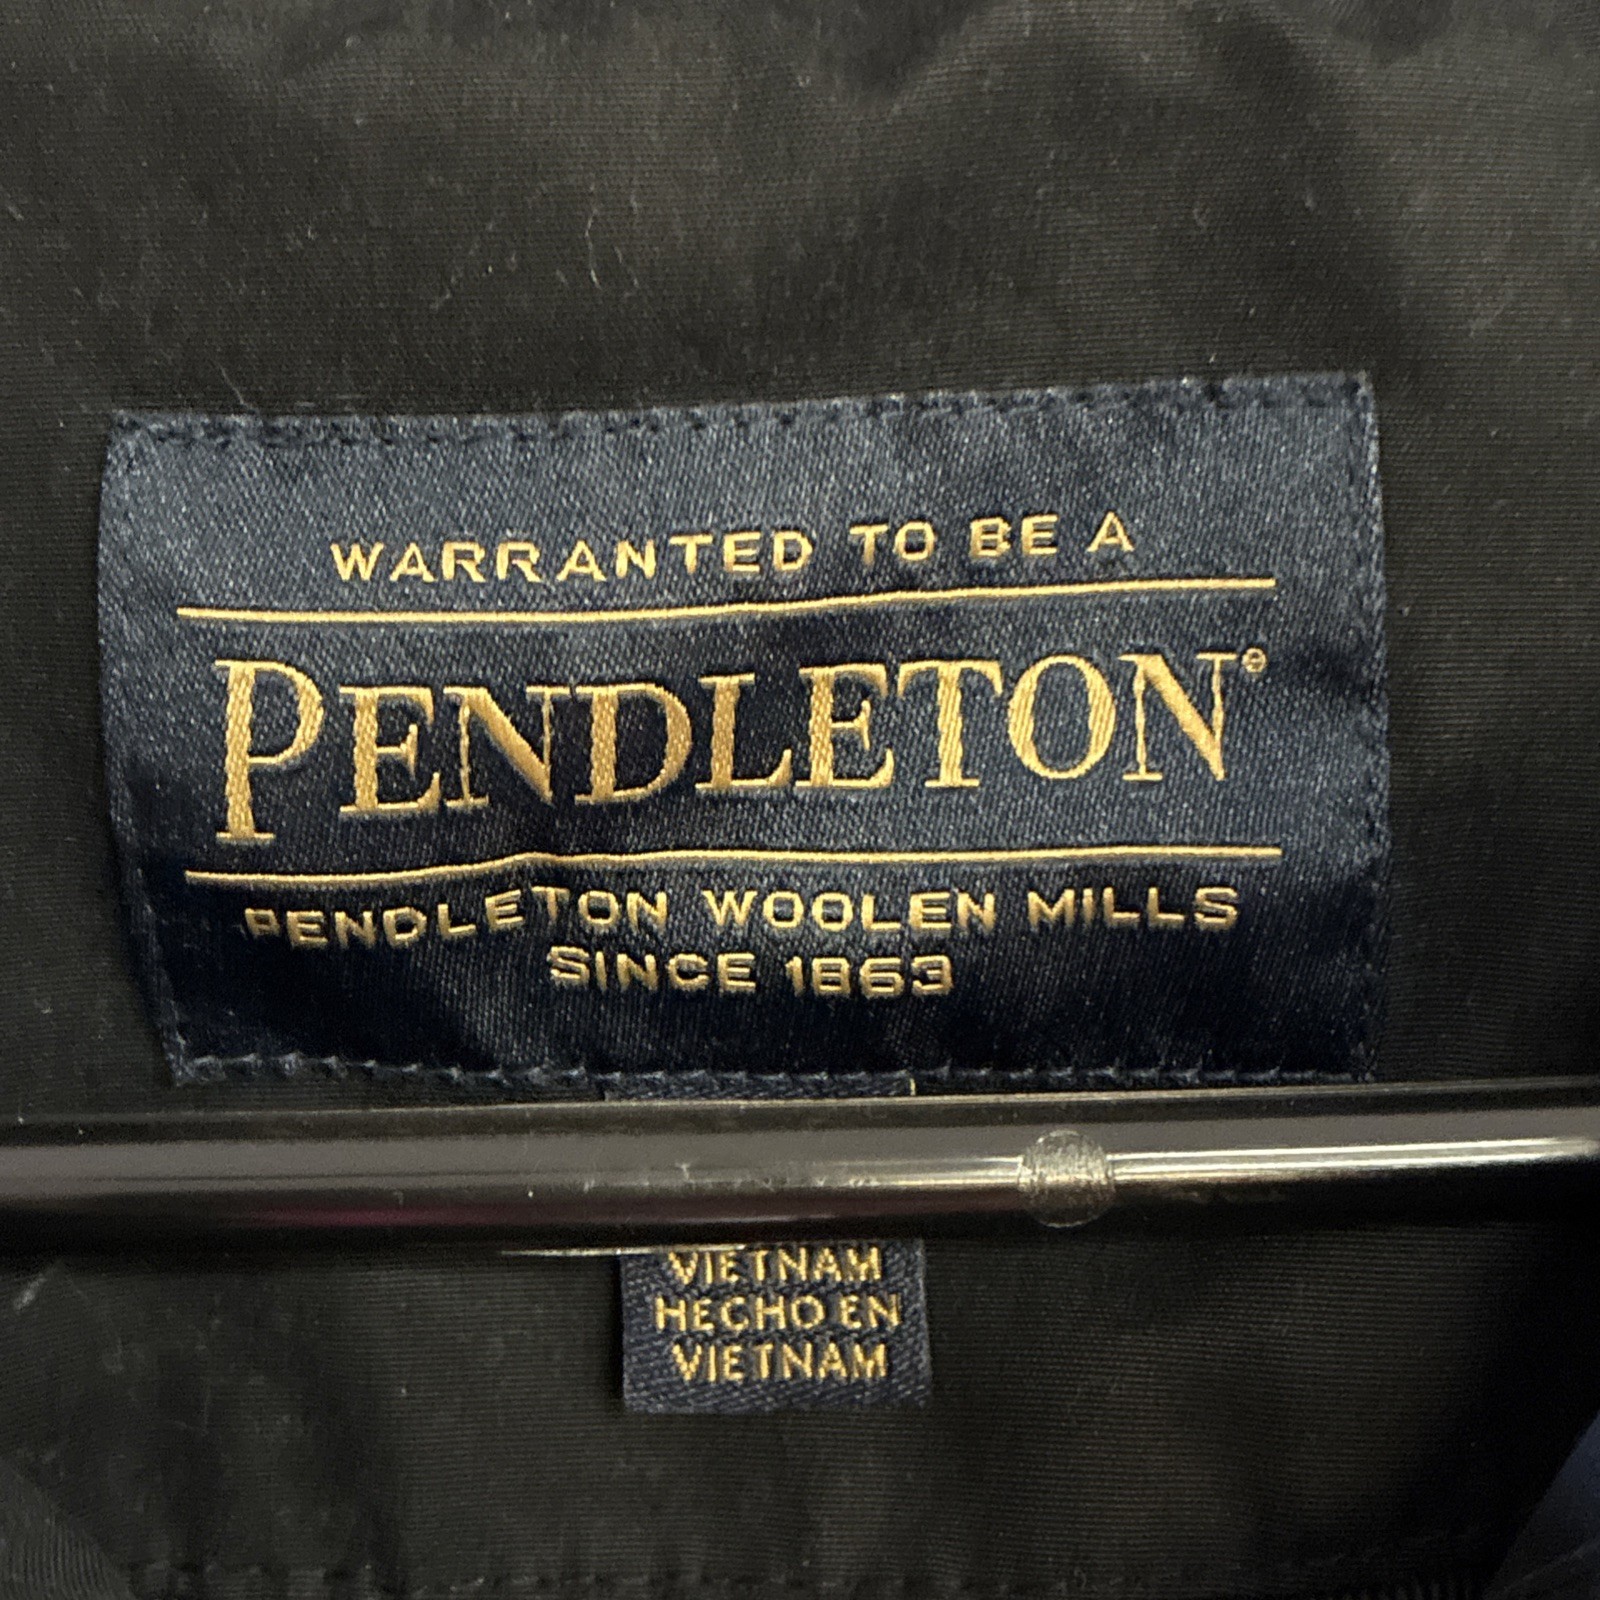 WARRANTED TO BE A
PENDLETON®
PENDLETON WOOLEN MILLS
SINCE 1863
VIETNAM
HECHO EN
VIETNAM